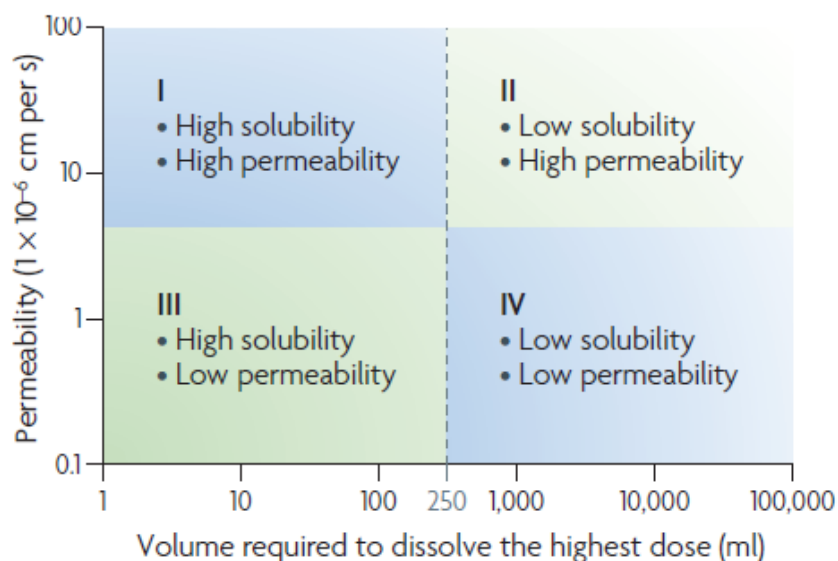 100
10
1
0.1
Permeability (1 × 10⁻⁶ cm per s)
I
• High solubility
• High permeability
II
• Low solubility
• High permeability
III
• High solubility
• Low permeability
IV
• Low solubility
• Low permeability
1 10 100 250 1,000 10,000 100,000
Volume required to dissolve the highest dose (ml)